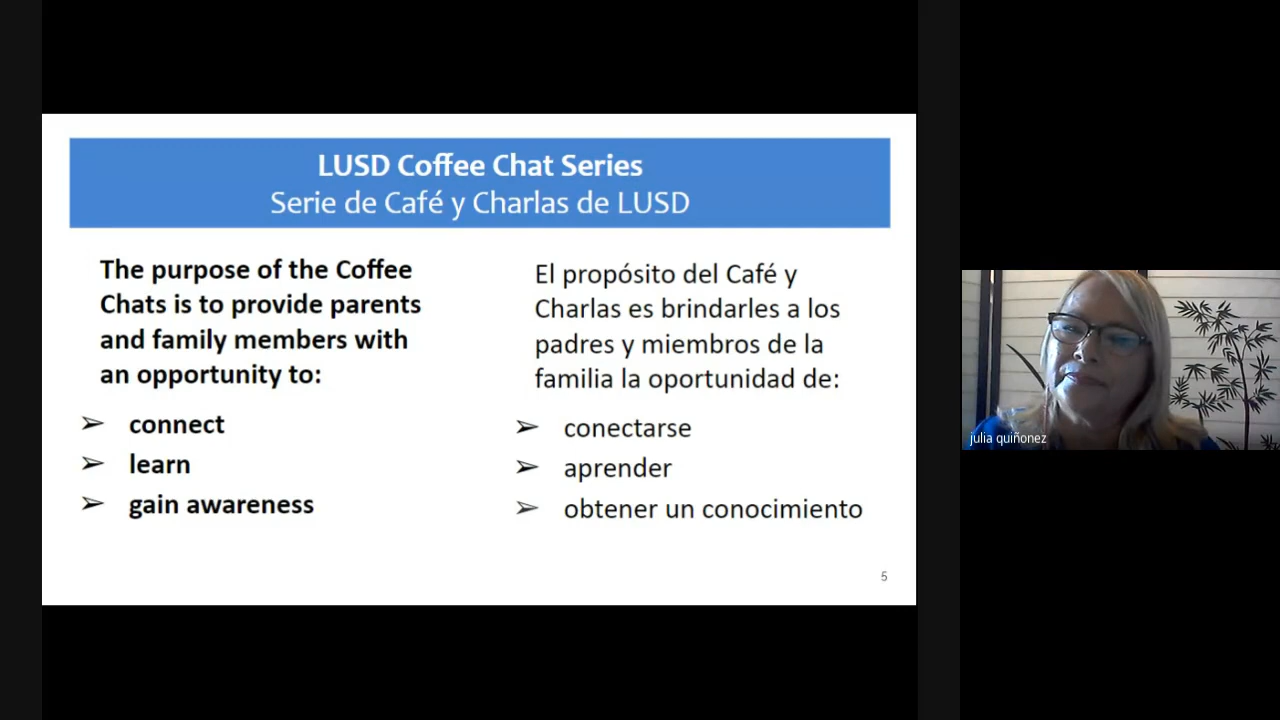 LUSD Coffee Chat Series
Serie de Café y Charlas de LUSD
The purpose of the Coffee
Chats is to provide parents
and family members with
an opportunity to:
➢ connect
➢ learn
➢ gain awareness
El propósito del Café y
Charlas es brindarles a los
padres y miembros de la
familia la oportunidad de:
➢ conectarse
➢ aprender
➢ obtener un conocimiento
5
julia quiñonez